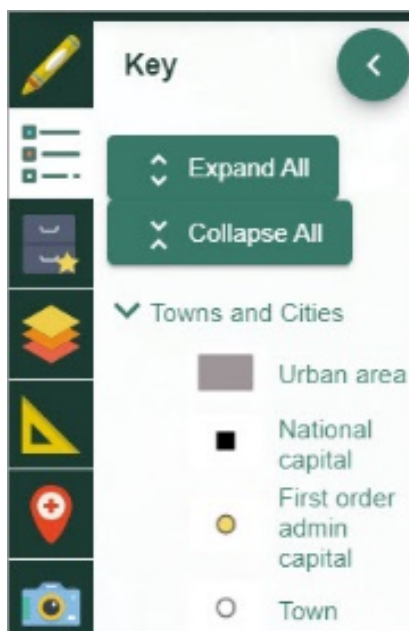 Key
Expand All
Collapse All
Towns and Cities
Urban area
National
capital
First order
admin
capital
Town